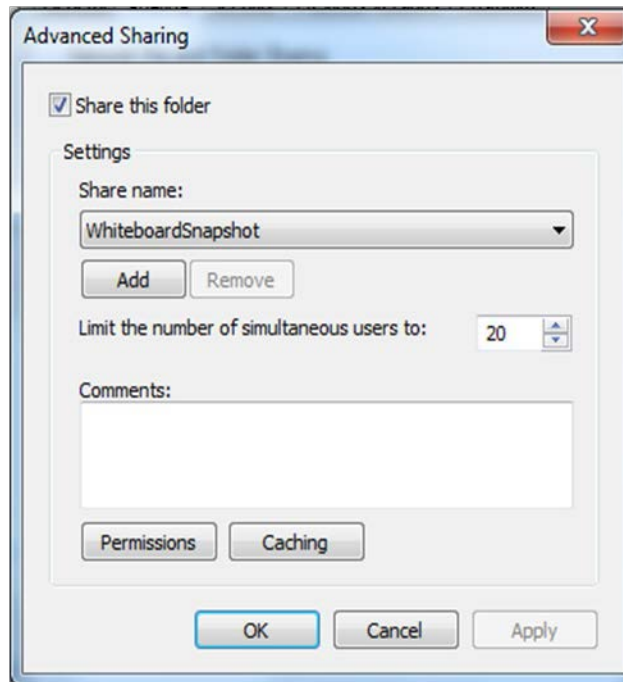 Advanced Sharing
Share this folder
Settings
Share name:
WhiteboardSnapshot
Add Remove
Limit the number of simultaneous users to: 20
Comments:
Permissions Caching
OK Cancel Apply